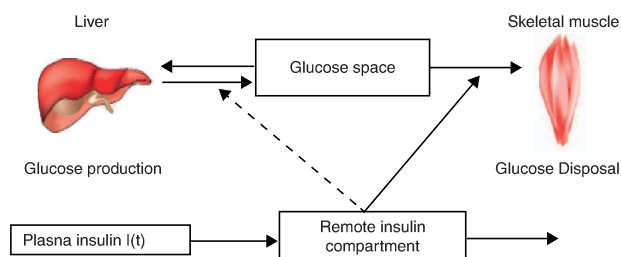 Liver
Skeletal muscle
Glucose space
Glucose production
Glucose Disposal
Plasna insulin I(t)
Remote insulin
compartment